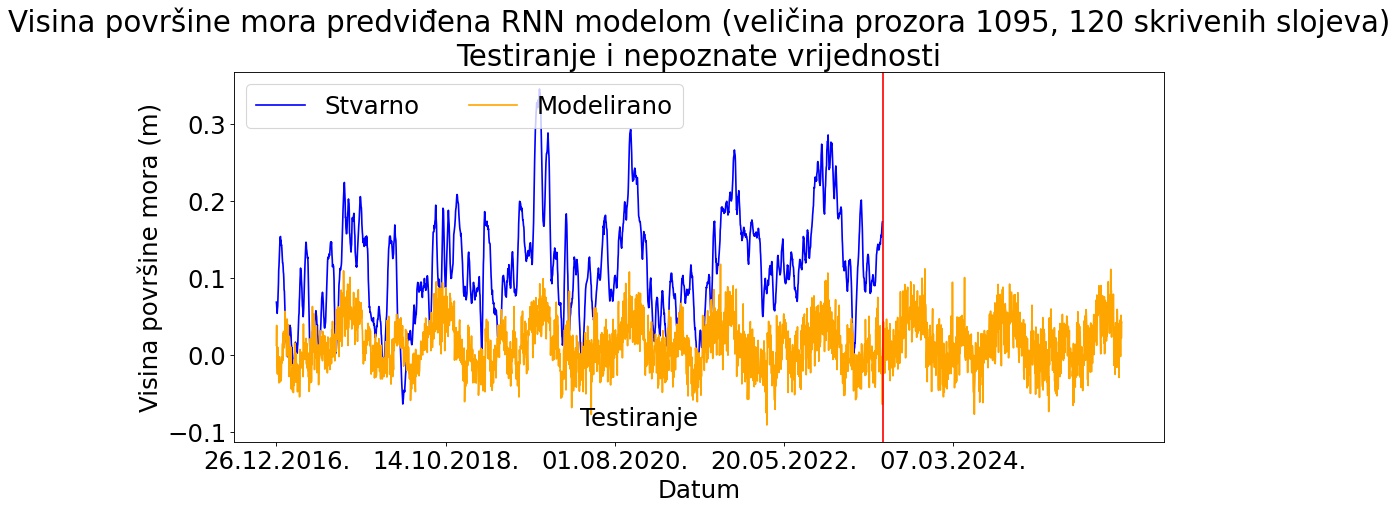 Visina površine mora predviđena RNN modelom (veličina prozora 1095, 120 skrivenih slojeva)
Testiranje i nepoznate vrijednosti
Stvarno
Modelirano
Visina površine mora (m)
0.3
0.2
0.1
0.0
−0.1
Testiranje
26.12.2016.
14.10.2018.
01.08.2020.
20.05.2022.
07.03.2024.
Datum